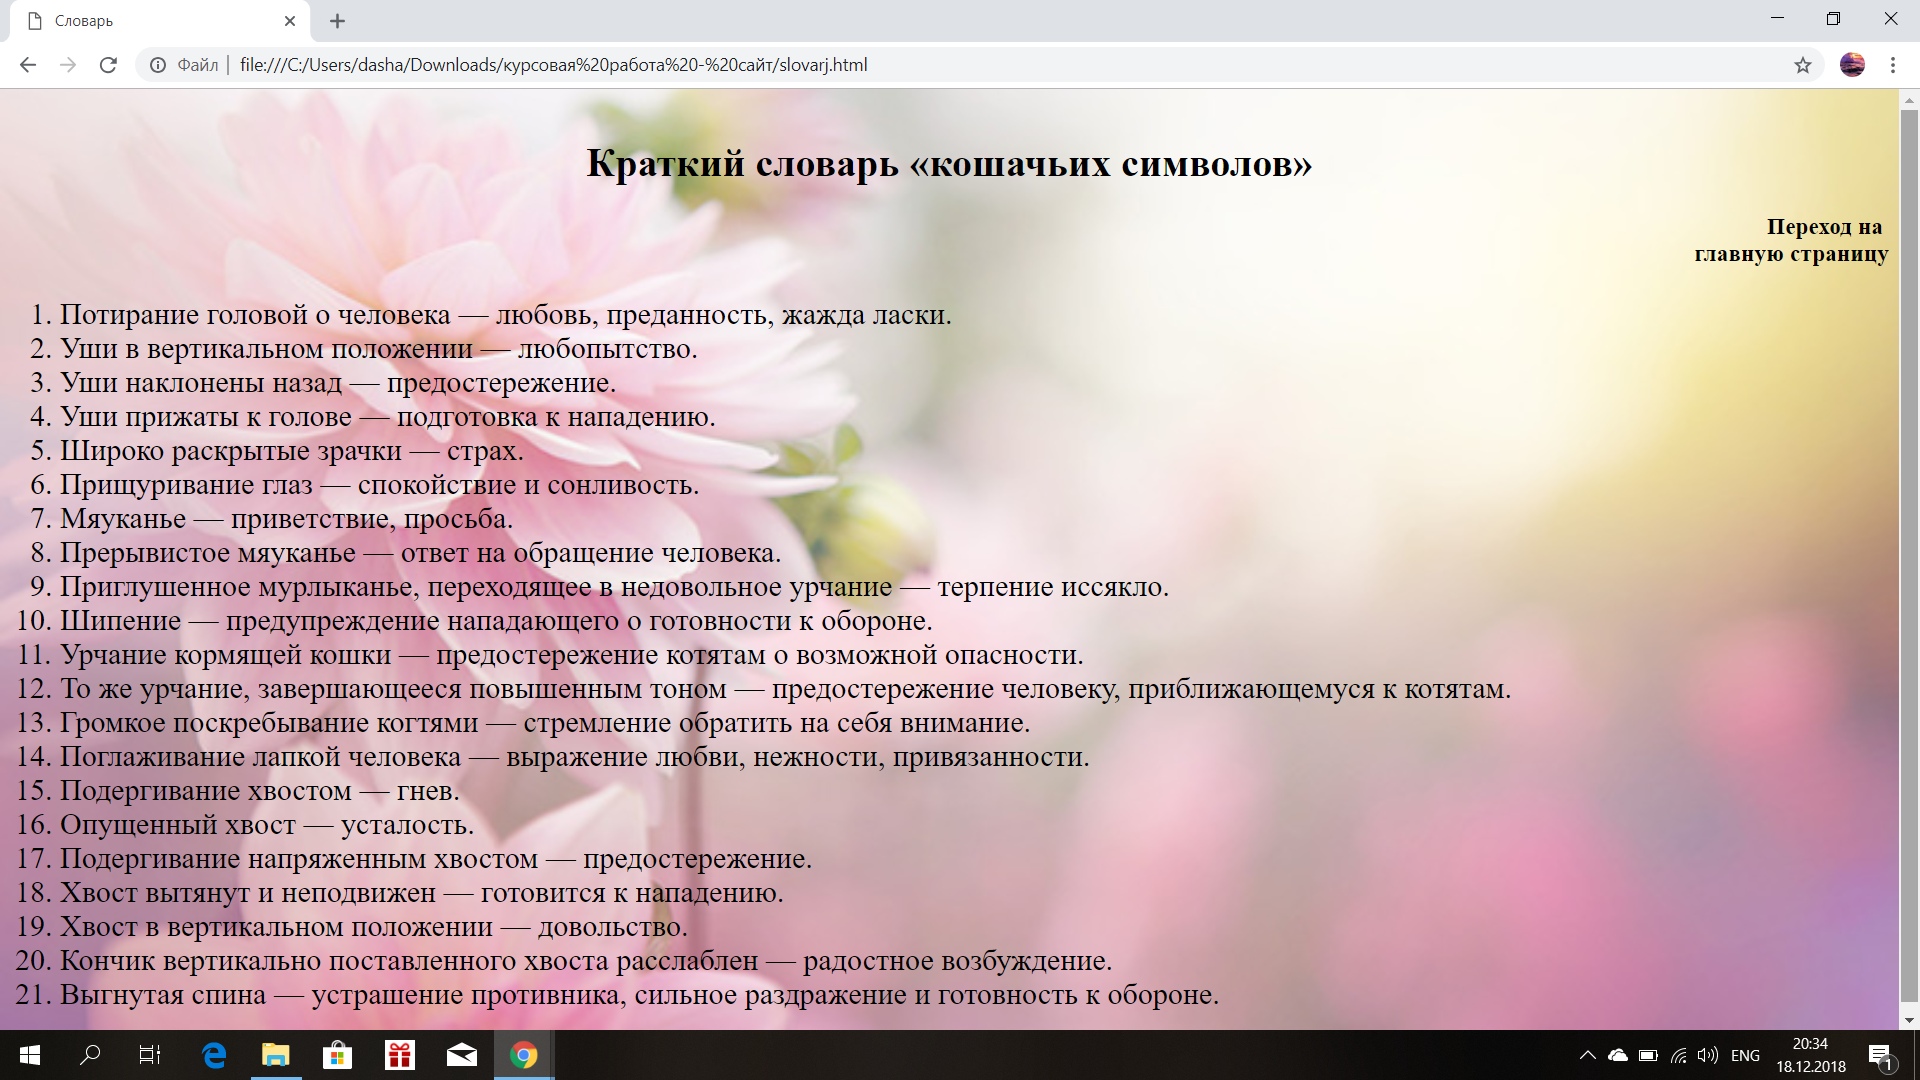 Словарь
Файл
file:///C:/Users/dasha/Downloads/курсовая%20работа%20-%20сайт/slovarj.html
Краткий словарь «кошачьих символов»
Переход на
главную страницу
1. Потирание головой о человека — любовь, преданность, жажда ласки.
2. Уши в вертикальном положении — любопытство.
3. Уши наклонены назад — предостережение.
4. Уши прижаты к голове — подготовка к нападению.
5. Широко раскрытые зрачки — страх.
6. Прищуривание глаз — спокойствие и сонливость.
7. Мяуканье — приветствие, просьба.
8. Прерывистое мяуканье — ответ на обращение человека.
9. Приглушенное мурлыканье, переходящее в недовольное урчание — терпение иссякло.
10. Шипение — предупреждение нападающего о готовности к обороне.
11. Урчание кормящей кошки — предостережение котятам о возможной опасности.
12. То же урчание, завершающееся повышенным тоном — предостережение человеку, приближающемуся к котятам.
13. Громкое поскребывание когтями — стремление обратить на себя внимание.
14. Поглаживание лапкой человека — выражение любви, нежности, привязанности.
15. Подергивание хвостом — гнев.
16. Опущенный хвост — усталость.
17. Подергивание напряженным хвостом — предостережение.
18. Хвост вытянут и неподвижен — готовится к нападению.
19. Хвост в вертикальном положении — довольство.
20. Кончик вертикально поставленного хвоста расслаблен — радостное возбуждение.
21. Выгнутая спина — устрашение противника, сильное раздражение и готовность к обороне.
ENG
20:34
18.12.2018
1